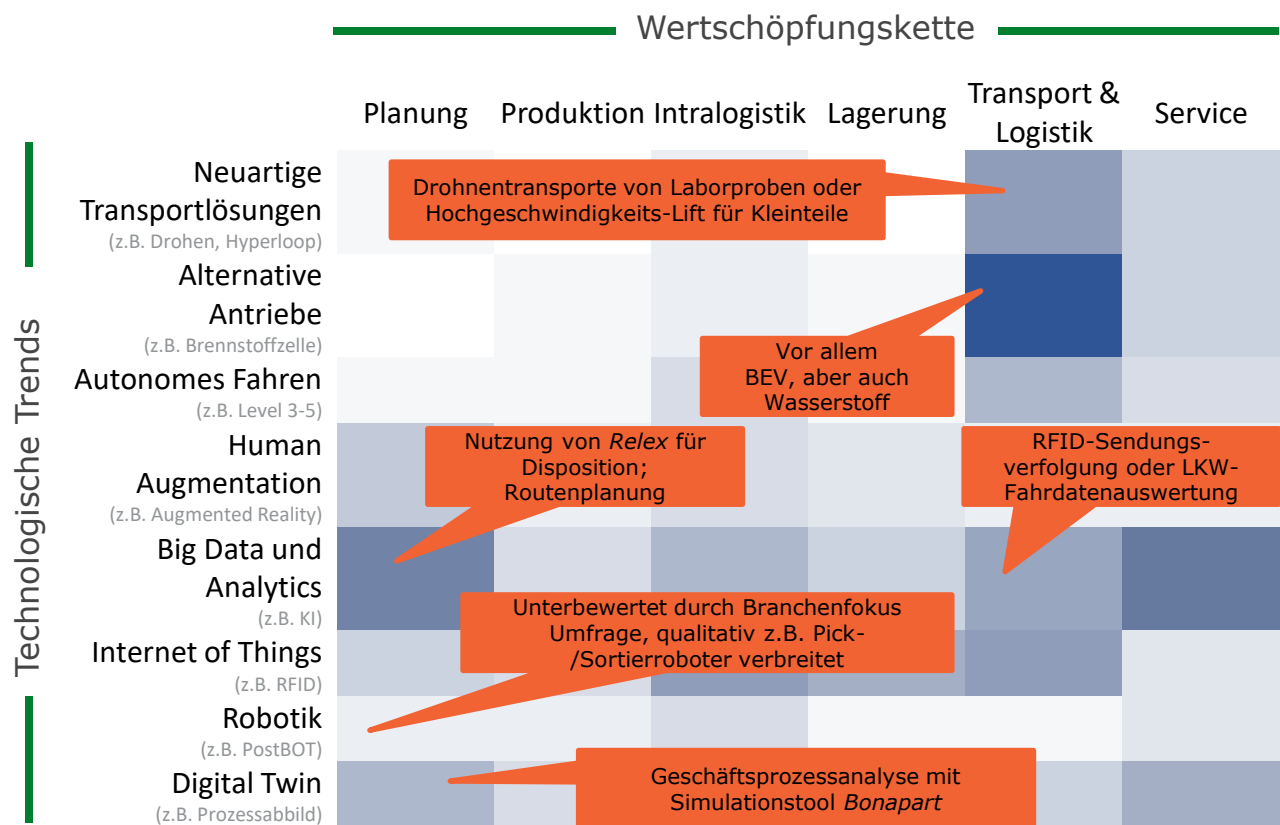 Wertschöpfungskette
Planung
Produktion
Intralogistik
Lagerung
Transport &
Logistik
Service
Technologische Trends
Neuartige
Transportlösungen
(z.B. Drohen, Hyperloop)
Drohnentransporte von Laborproben oder
Hochgeschwindigkeits-Lift für Kleinteile
Alternative
Antriebe
(z.B. Brennstoffzelle)
Vor allem
BEV, aber auch
Wasserstoff
Autonomes Fahren
(z.B. Level 3-5)
Human
Augmentation
(z.B. Augmented Reality)
Nutzung von Relex für
Disposition;
Routenplanung
RFID-Sendungs-
verfolgung oder LKW-
Fahrdatenauswertung
Big Data und
Analytics
(z.B. KI)
Unterbewertet durch Branchenfokus
Umfrage, qualitativ z.B. Pick-
/Sortierroboter verbreitet
Internet of Things
(z.B. RFID)
Robotik
(z.B. PostBOT)
Digital Twin
(z.B. Prozessabbild)
Geschäftsprozessanalyse mit
Simulationstool Bonapart